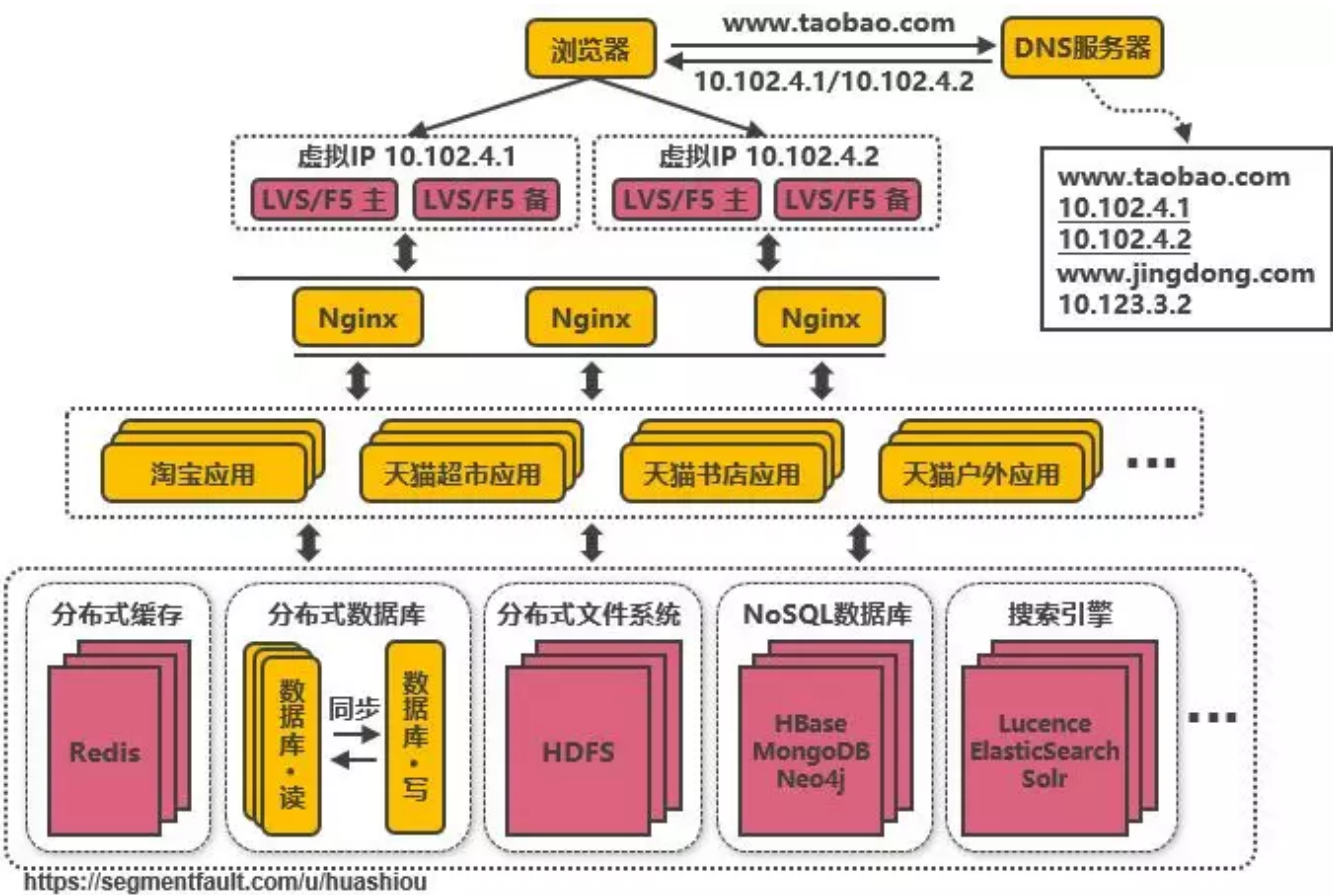 浏览器
www.taobao.com
10.102.4.1/10.102.4.2
DNS服务器
www.taobao.com
10.102.4.1
10.102.4.2
www.jingdong.com
10.123.3.2
虚拟IP 10.102.4.1
LVS/F5 主
LVS/F5 备
虚拟IP 10.102.4.2
LVS/F5 主
LVS/F5 备
Nginx
Nginx
Nginx
淘宝应用
天猫超市应用
天猫书店应用
天猫户外应用
...
分布式缓存
Redis
分布式数据库
数据库·读
同步
数据库·写
分布式文件系统
HDFS
NoSQL数据库
HBase
MongoDB
Neo4j
搜索引擎
Lucence
ElasticSearch
Solr
...
https://segmentfault.com/u/huashiou